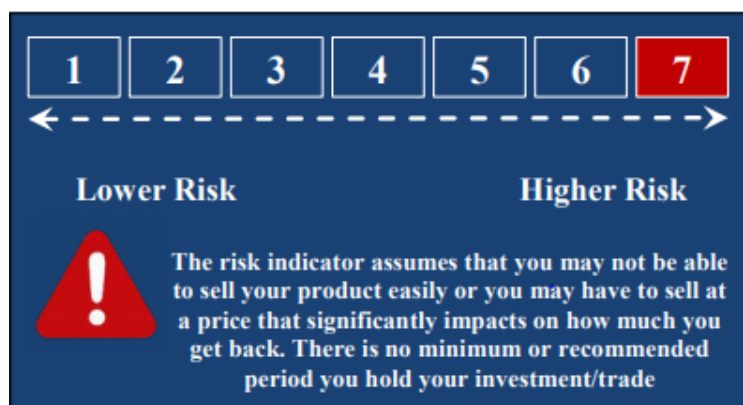 1 2 3 4 5 6 7
Lower Risk Higher Risk
The risk indicator assumes that you may not be able
to sell your product easily or you may have to sell at
a price that significantly impacts on how much you
get back. There is no minimum or recommended
period you hold your investment/trade